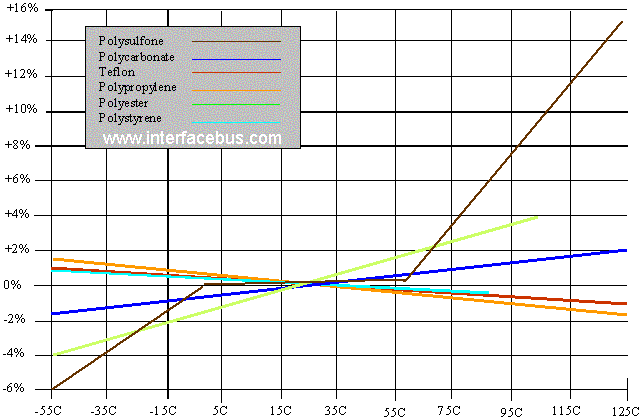 +16%
+14%
+12%
+10%
+8%
+6%
+4%
+2%
0%
-2%
-4%
-6%
Polysulfone
Polycarbonate
Teflon
Polypropylene
Polyester
Polystyrene
www.interfacebus.com
-55C -35C -15C 5C 15C 35C 55C 75C 95C 115C 125C